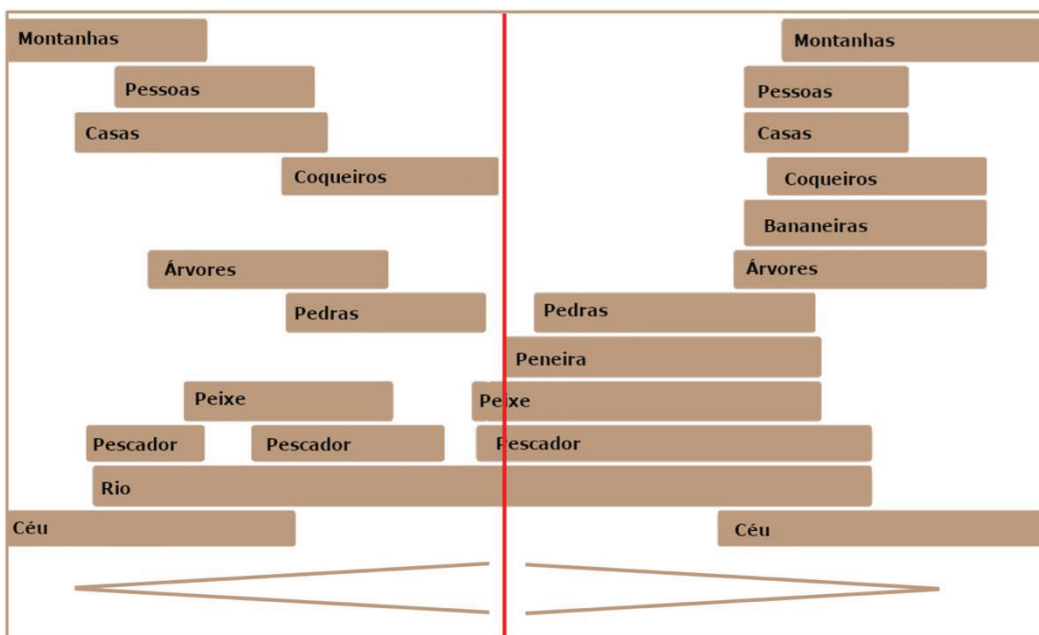 Montanhas
Montanhas
Pessoas
Pessoas
Casas
Casas
Coqueiros
Coqueiros
Bananeiras
Árvores
Árvores
Pedras
Pedras
Peneira
Peixe
Peixe
Pescador
Pescador
Pescador
Rio
Céu
Céu